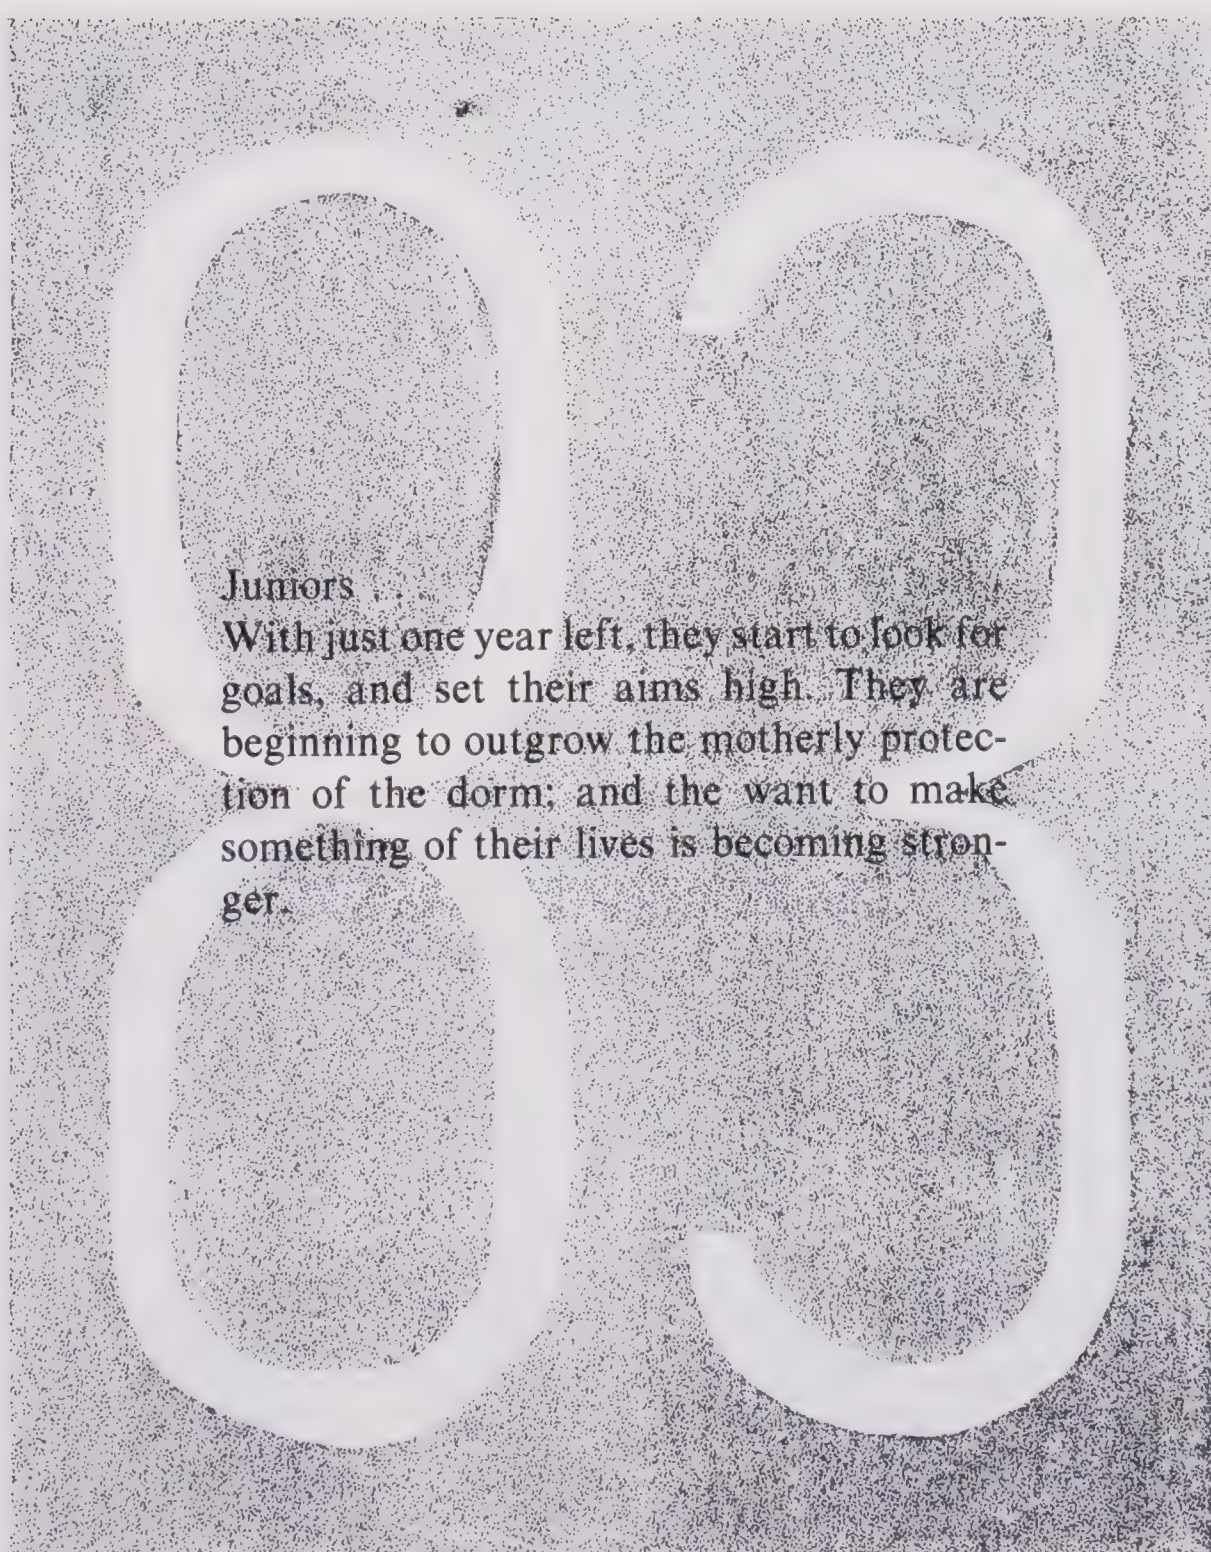 83
Juniors . . .
With just one year left, they start to look for
goals, and set their aims high. They are
beginning to outgrow the motherly protec-
tion of the dorm; and the want to make
something of their lives is becoming stron-
ger.